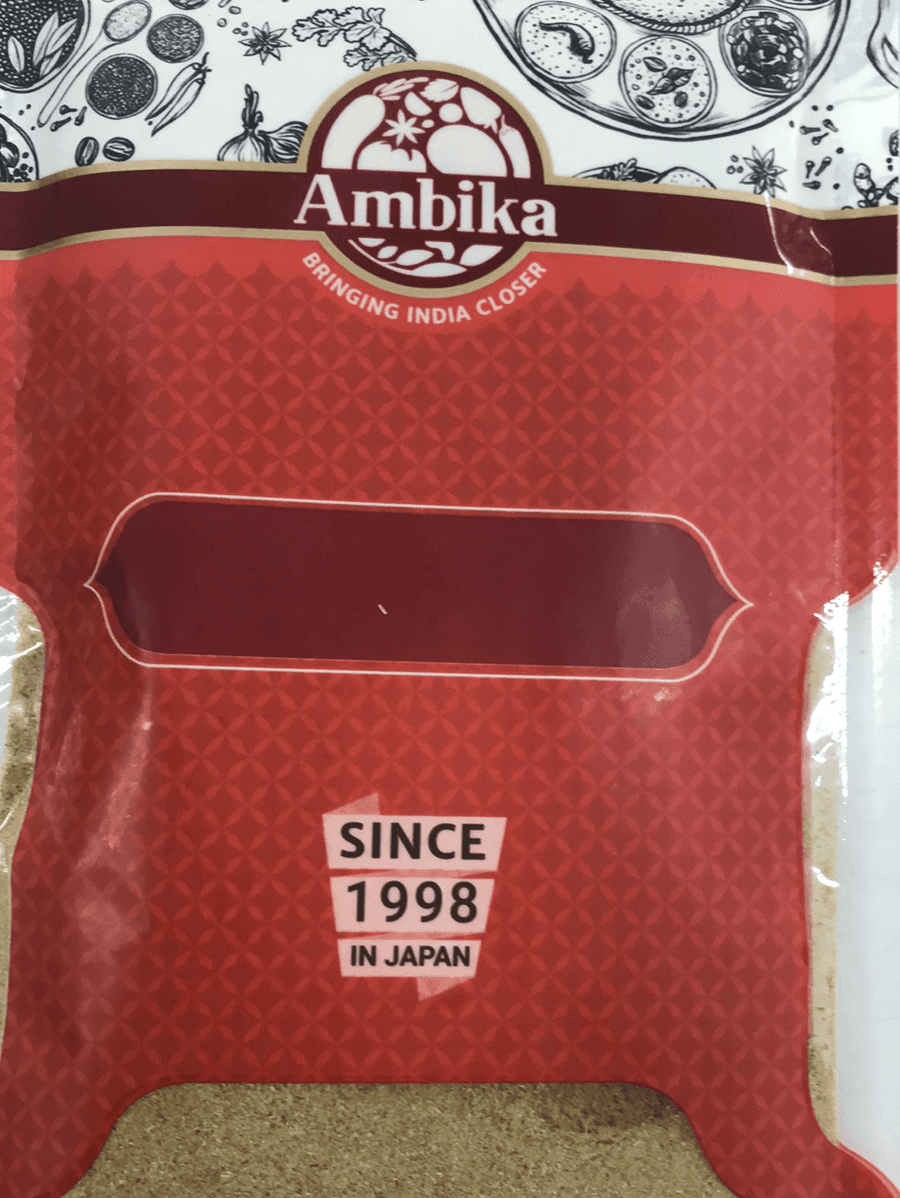 Ambika
BRINGING INDIA CLOSER
SINCE
1998
IN JAPAN